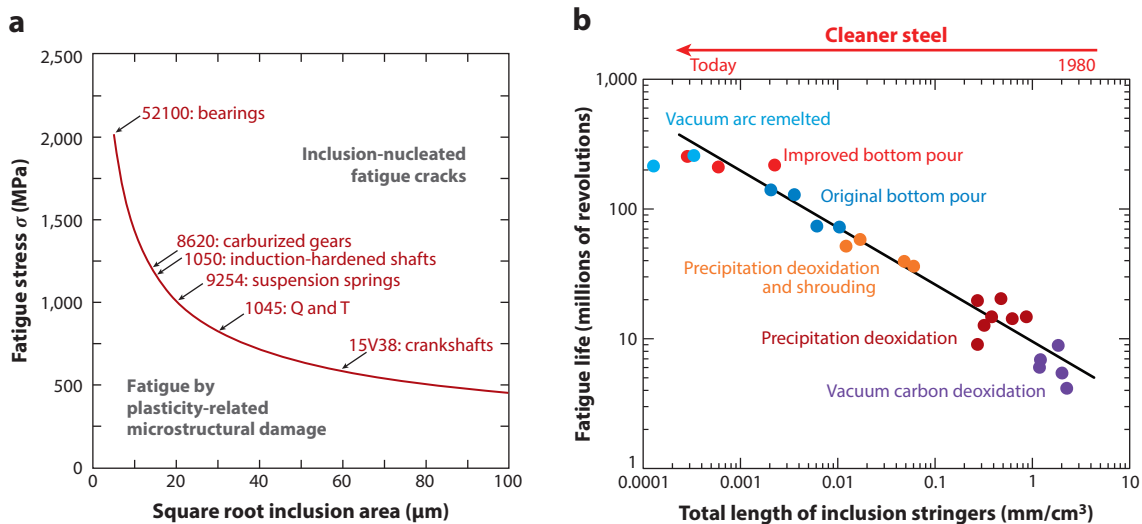 a
Fatigue stress σ (MPa)
2,500
2,000
1,500
1,000
500
0
52100: bearings
Inclusion-nucleated
fatigue cracks
8620: carburized gears
1050: induction-hardened shafts
9254: suspension springs
1045: Q and T
15V38: crankshafts
Fatigue by
plasticity-related
microstructural damage
0
20
40
60
80
100
Square root inclusion area (μm)
b
Cleaner steel
Today
1980
Fatigue life (millions of revolutions)
1,000
100
10
1
Vacuum arc remelted
Improved bottom pour
Original bottom pour
Precipitation deoxidation
and shrouding
Precipitation deoxidation
Vacuum carbon deoxidation
0.0001
0.001
0.01
0.1
1
10
Total length of inclusion stringers (mm/cm³)